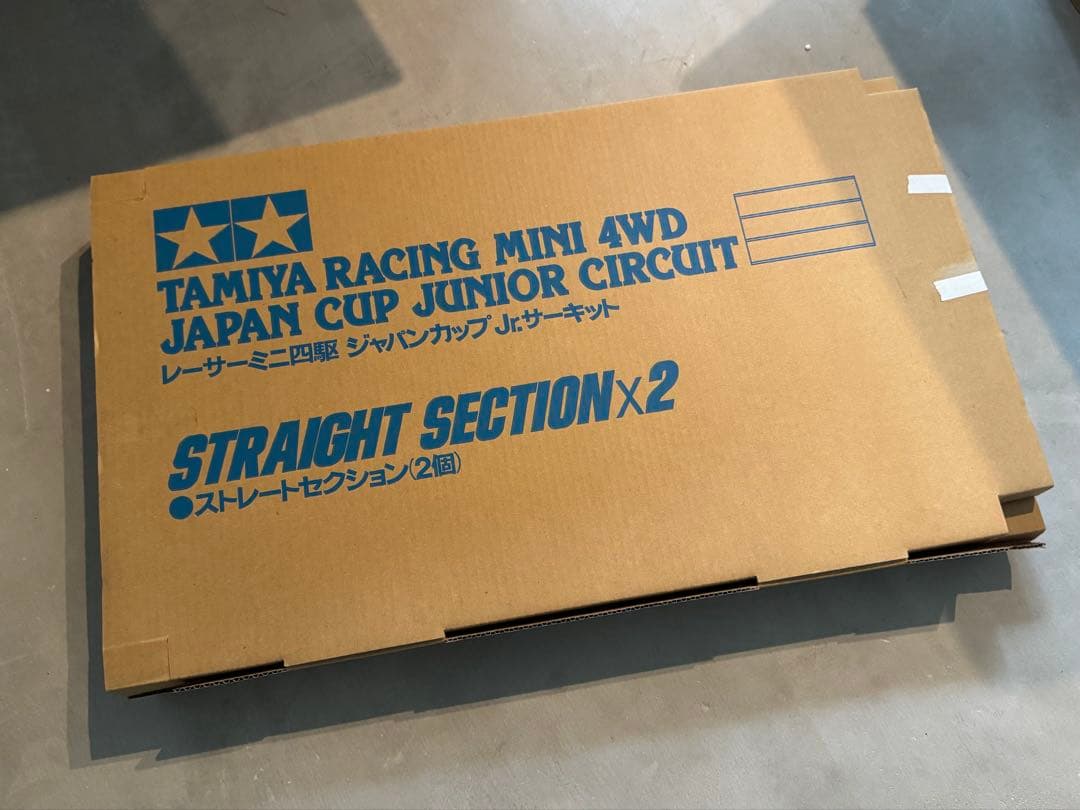 TAMIYA RACING MINI 4WD
JAPAN CUP JUNIOR CIRCUIT
レーサーミニ四駆 ジャパンカップ Jr.サーキット
STRAIGHT SECTION×2
●ストレートセクション(2個)